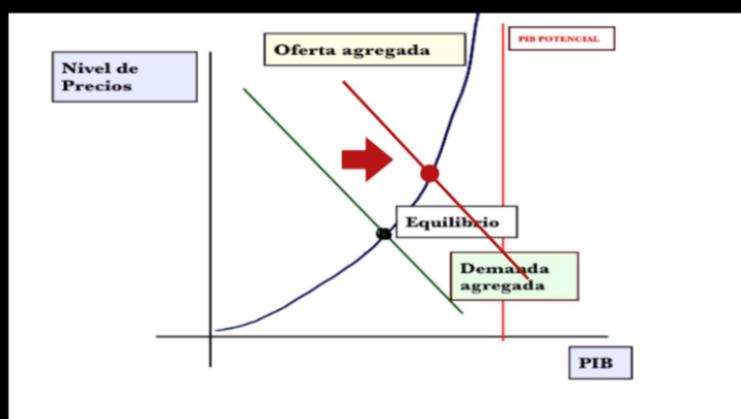 Oferta agregada
PIB POTENCIAL
Nivel de
Precios
Equilibrio
Demanda
agregada
PIB